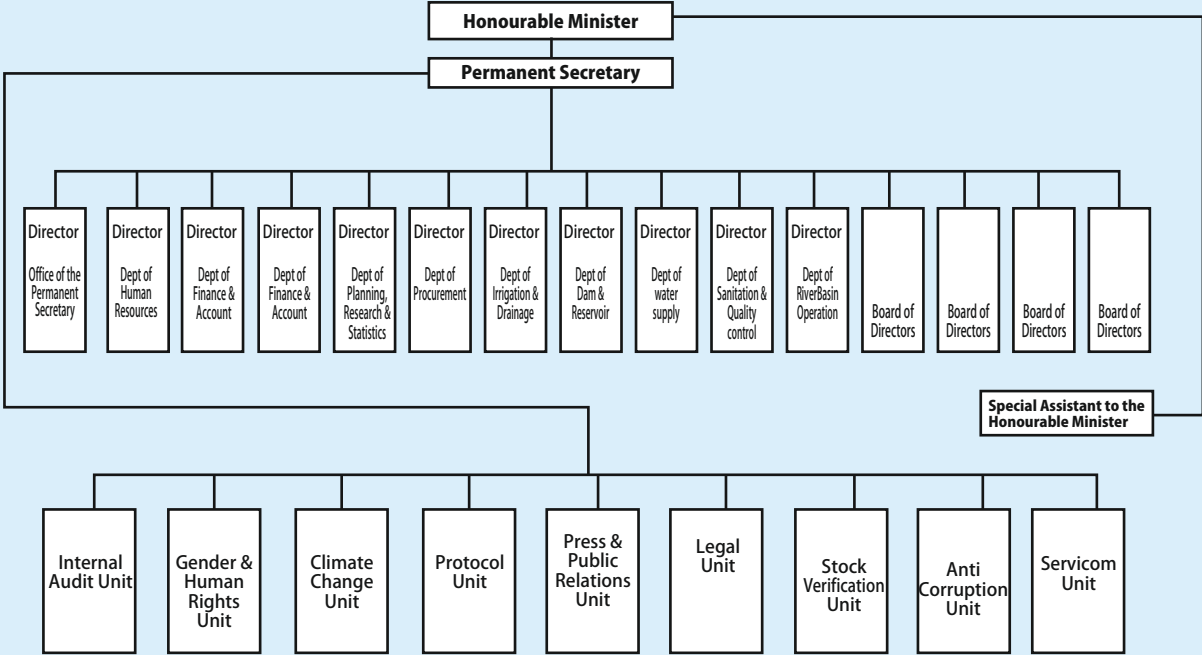 Honourable Minister
Permanent Secretary
Director
Office of the
Permanent
Secretary
Director
Dept of
Human
Resources
Director
Dept of
Finance &
Account
Director
Dept of
Finance &
Account
Director
Dept of
Planning,
Research &
Statistics
Director
Dept of
Procurement
Director
Dept of
Irrigation &
Drainage
Director
Dept of
Dam &
Reservoir
Director
Dept of
water
supply
Director
Dept of
Sanitation &
Quality
control
Director
Dept of
RiverBasin
Operation
Board of
Directors
Board of
Directors
Board of
Directors
Board of
Directors
Special Assistant to the
Honourable Minister
Internal
Audit Unit
Gender &
Human
Rights
Unit
Climate
Change
Unit
Protocol
Unit
Press &
Public
Relations
Unit
Legal
Unit
Stock
Verification
Unit
Anti
Corruption
Unit
Servicom
Unit